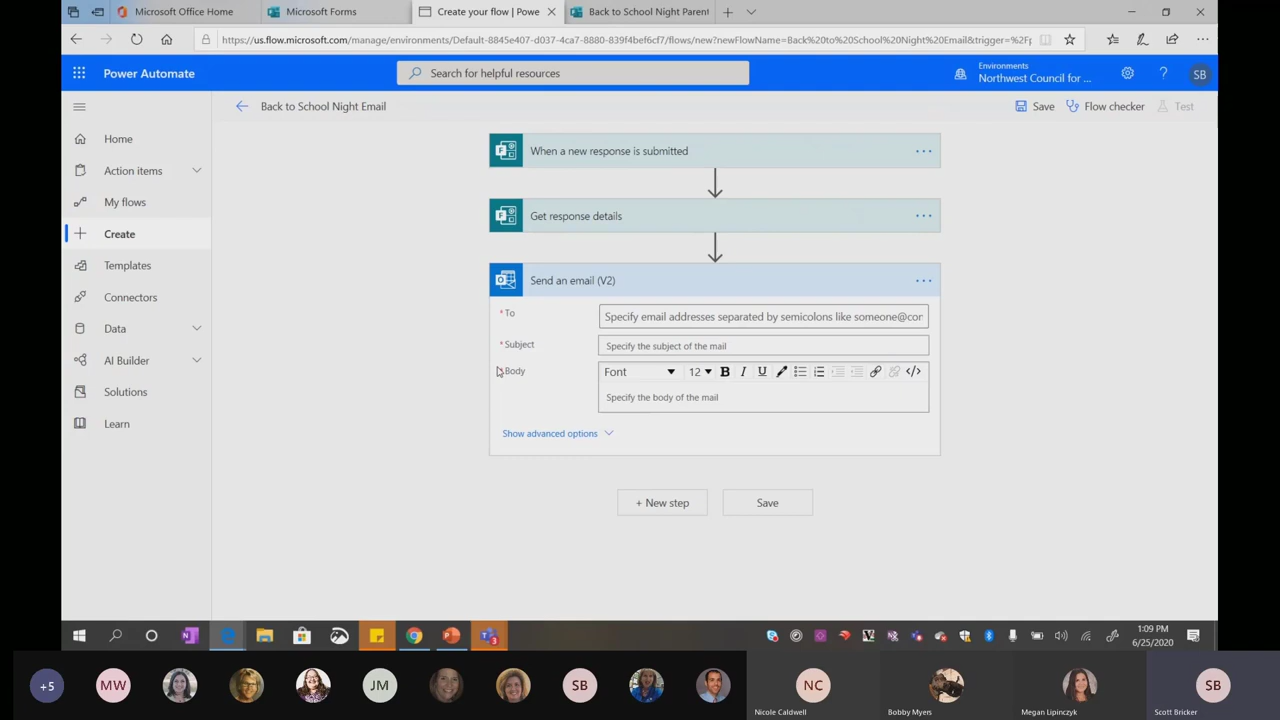 Microsoft Office Home
Microsoft Forms
Create your flow | Powe
Back to School Night Parent
https://us.flow.microsoft.com/manage/environments/Default-8845e407-d037-4ca7-8880-839f4bef6cf7/flows/new?newFlowName=Back%20to%20School%20Night%20Email&trigger=%2Fp
Power Automate
Search for helpful resources
Environments
Northwest Council for ...
SB
Back to School Night Email
Save
Flow checker
Test
Home
Action items
My flows
Create
Templates
Connectors
Data
AI Builder
Solutions
Learn
When a new response is submitted
Get response details
Send an email (V2)
* To
Specify email addresses separated by semicolons like someone@con
* Subject
Specify the subject of the mail
* Body
Font
12
Specify the body of the mail
Show advanced options
+ New step
Save
1:09 PM
6/25/2020
+5
MW
JM
SB
NC
SB
Nicole Caldwell
Bobby Myers
Megan Lipinczyk
Scott Bricker